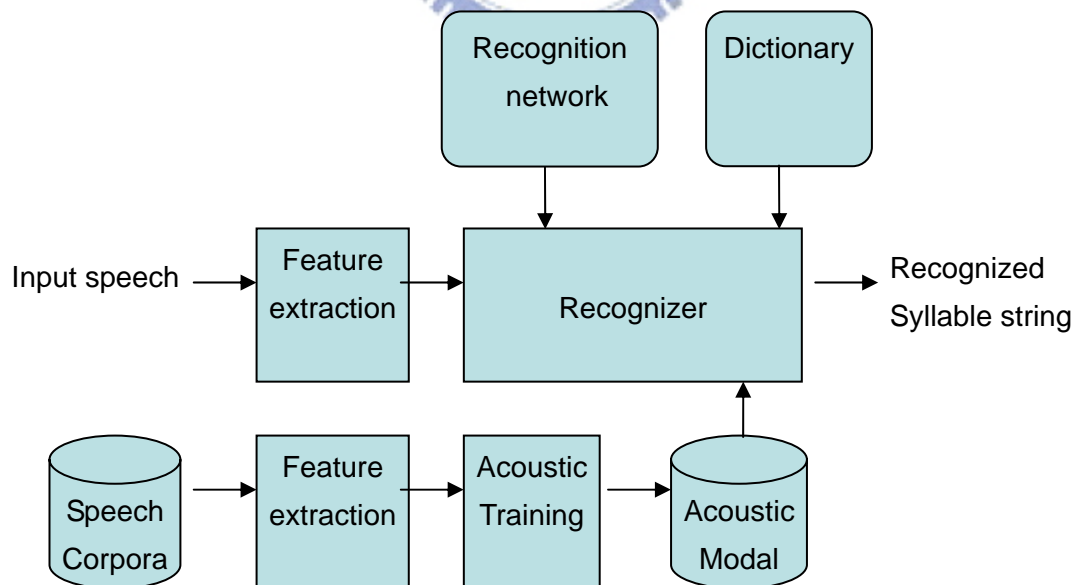 Recognition
network
Dictionary
Input speech
Feature
extraction
Recognizer
Recognized
Syllable string
Speech
Corpora
Feature
extraction
Acoustic
Training
Acoustic
Modal